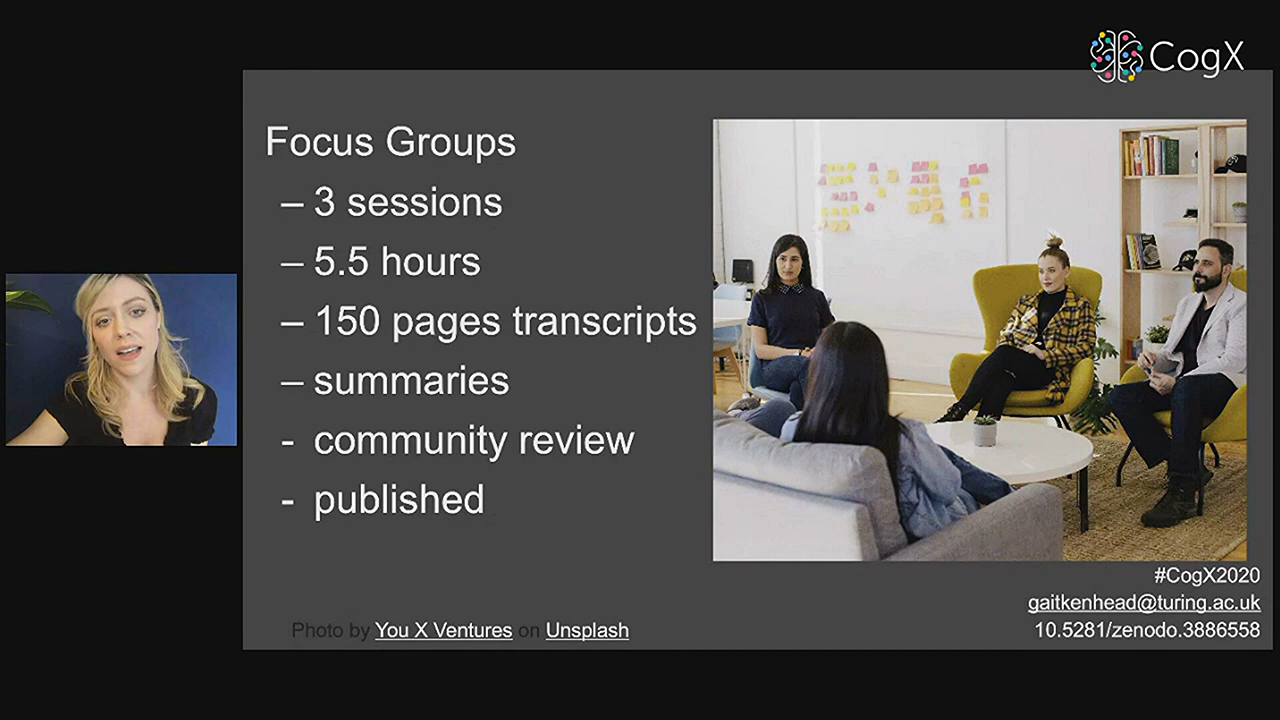 CogX
Focus Groups
– 3 sessions
– 5.5 hours
– 150 pages transcripts
– summaries
- community review
- published
#CogX2020
gaitkenhead@turing.ac.uk
10.5281/zenodo.3886558
Photo by You X Ventures on Unsplash